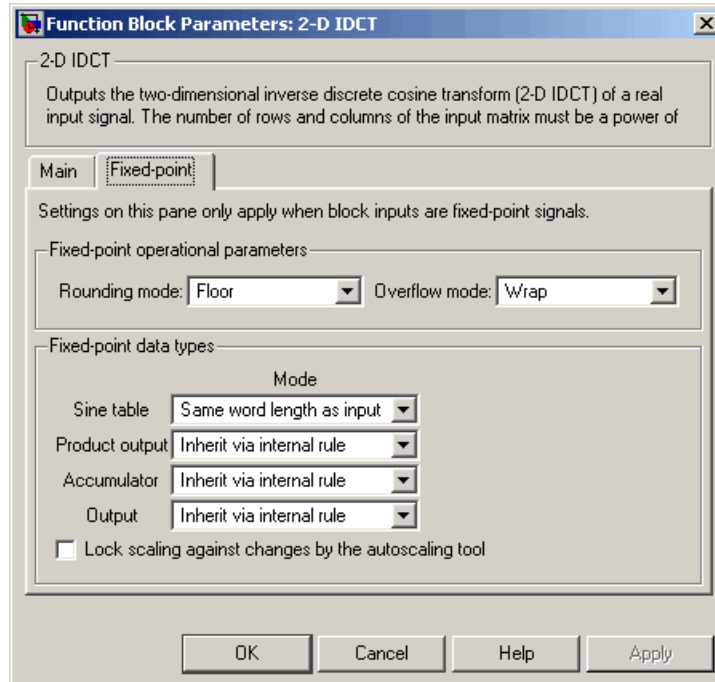 Function Block Parameters: 2-D IDCT
2-D IDCT
Outputs the two-dimensional inverse discrete cosine transform (2-D IDCT) of a real
input signal. The number of rows and columns of the input matrix must be a power of
Main Fixed-point
Settings on this pane only apply when block inputs are fixed-point signals.
Fixed-point operational parameters
Rounding mode: Floor Overflow mode: Wrap
Fixed-point data types
Mode
Sine table Same word length as input
Product output Inherit via internal rule
Accumulator Inherit via internal rule
Output Inherit via internal rule
Lock scaling against changes by the autoscaling tool
OK Cancel Help Apply